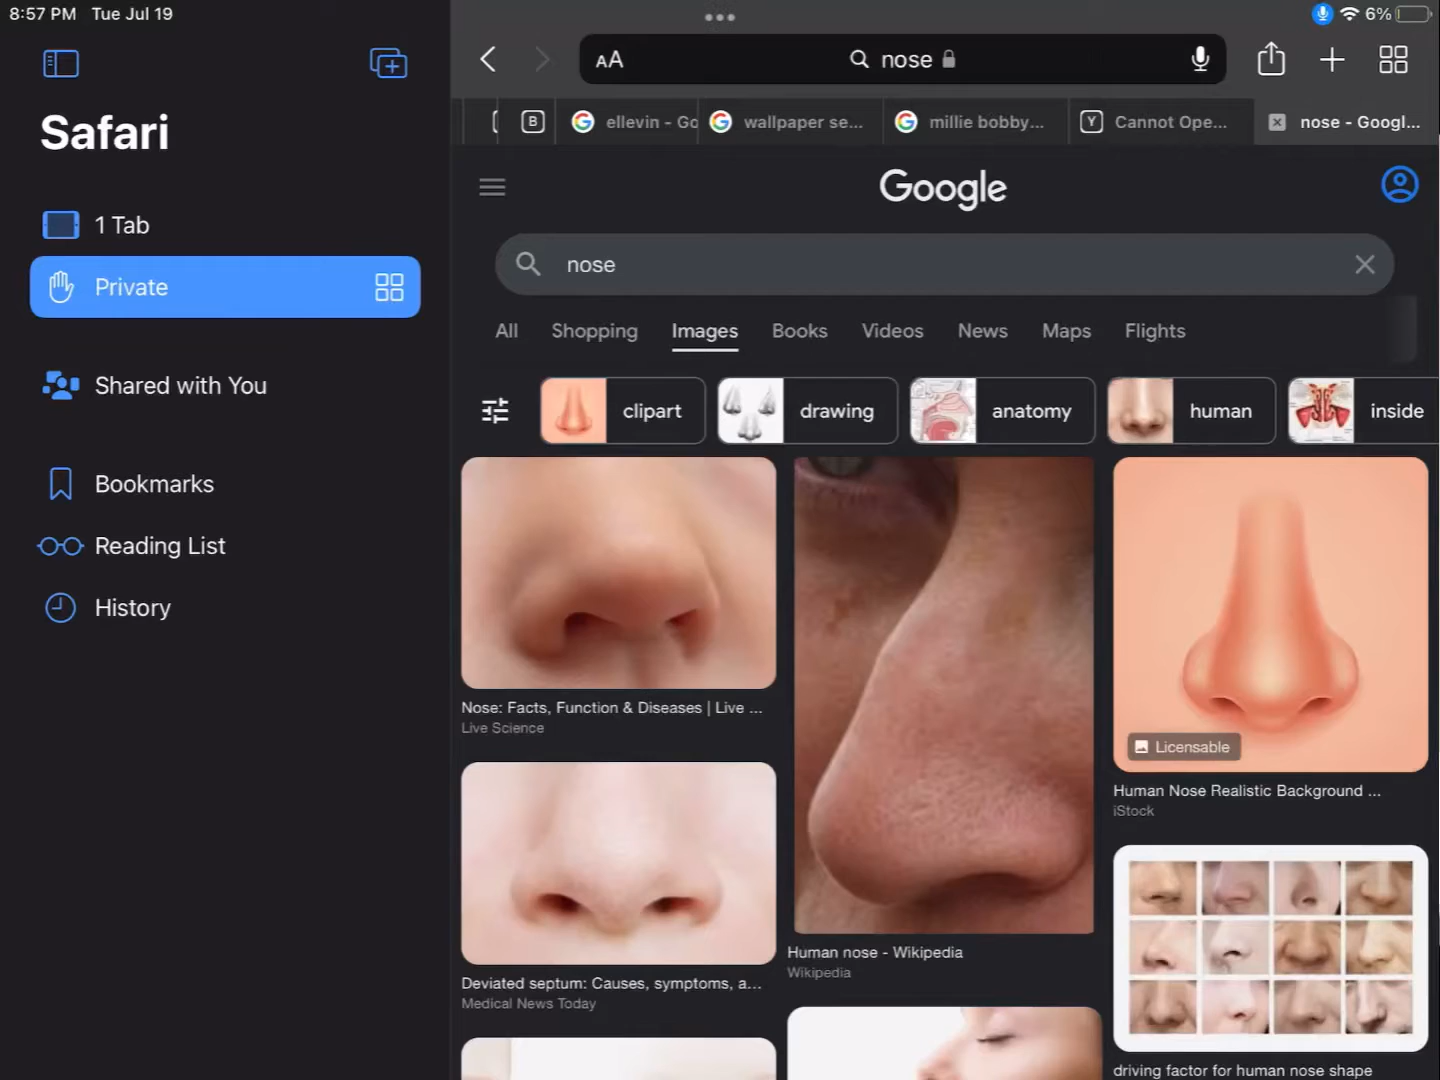 8:57 PM Tue Jul 19
6%
Safari
1 Tab
Private
Shared with You
Bookmarks
Reading List
History
AA
nose
B
ellevin - Go
wallpaper se...
millie bobby...
Y
Cannot Ope...
nose - Googl...
Google
nose
All Shopping Images Books Videos News Maps Flights
clipart
drawing
anatomy
human
inside
Nose: Facts, Function & Diseases | Live ...
Live Science
Deviated septum: Causes, symptoms, a...
Medical News Today
Human nose - Wikipedia
Wikipedia
Licensable
Human Nose Realistic Background ...
iStock
driving factor for human nose shape